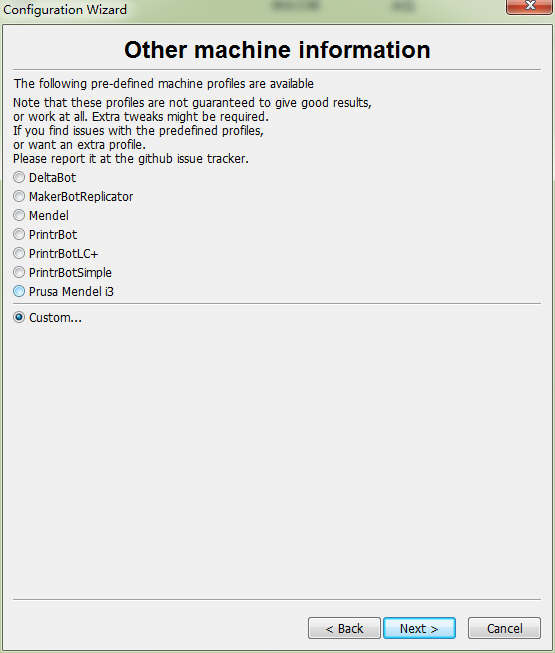 Configuration Wizard
Other machine information
The following pre-defined machine profiles are available
Note that these profiles are not guaranteed to give good results,
or work at all. Extra tweaks might be required.
If you find issues with the predefined profiles,
or want an extra profile.
Please report it at the github issue tracker.
DeltaBot
MakerBotReplicator
Mendel
PrintrBot
PrintrBotLC+
PrintrBotSimple
Prusa Mendel i3
Custom...
< Back
Next >
Cancel